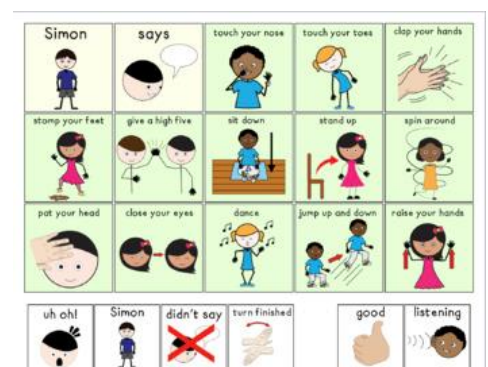 Simon
says
touch your nose
touch your toes
clap your hands
stomp your feet
give a high five
sit down
stand up
spin around
pat your head
close your eyes
dance
jump up and down
raise your hands
uh oh!
Simon
didn't say
turn finished
good
listening